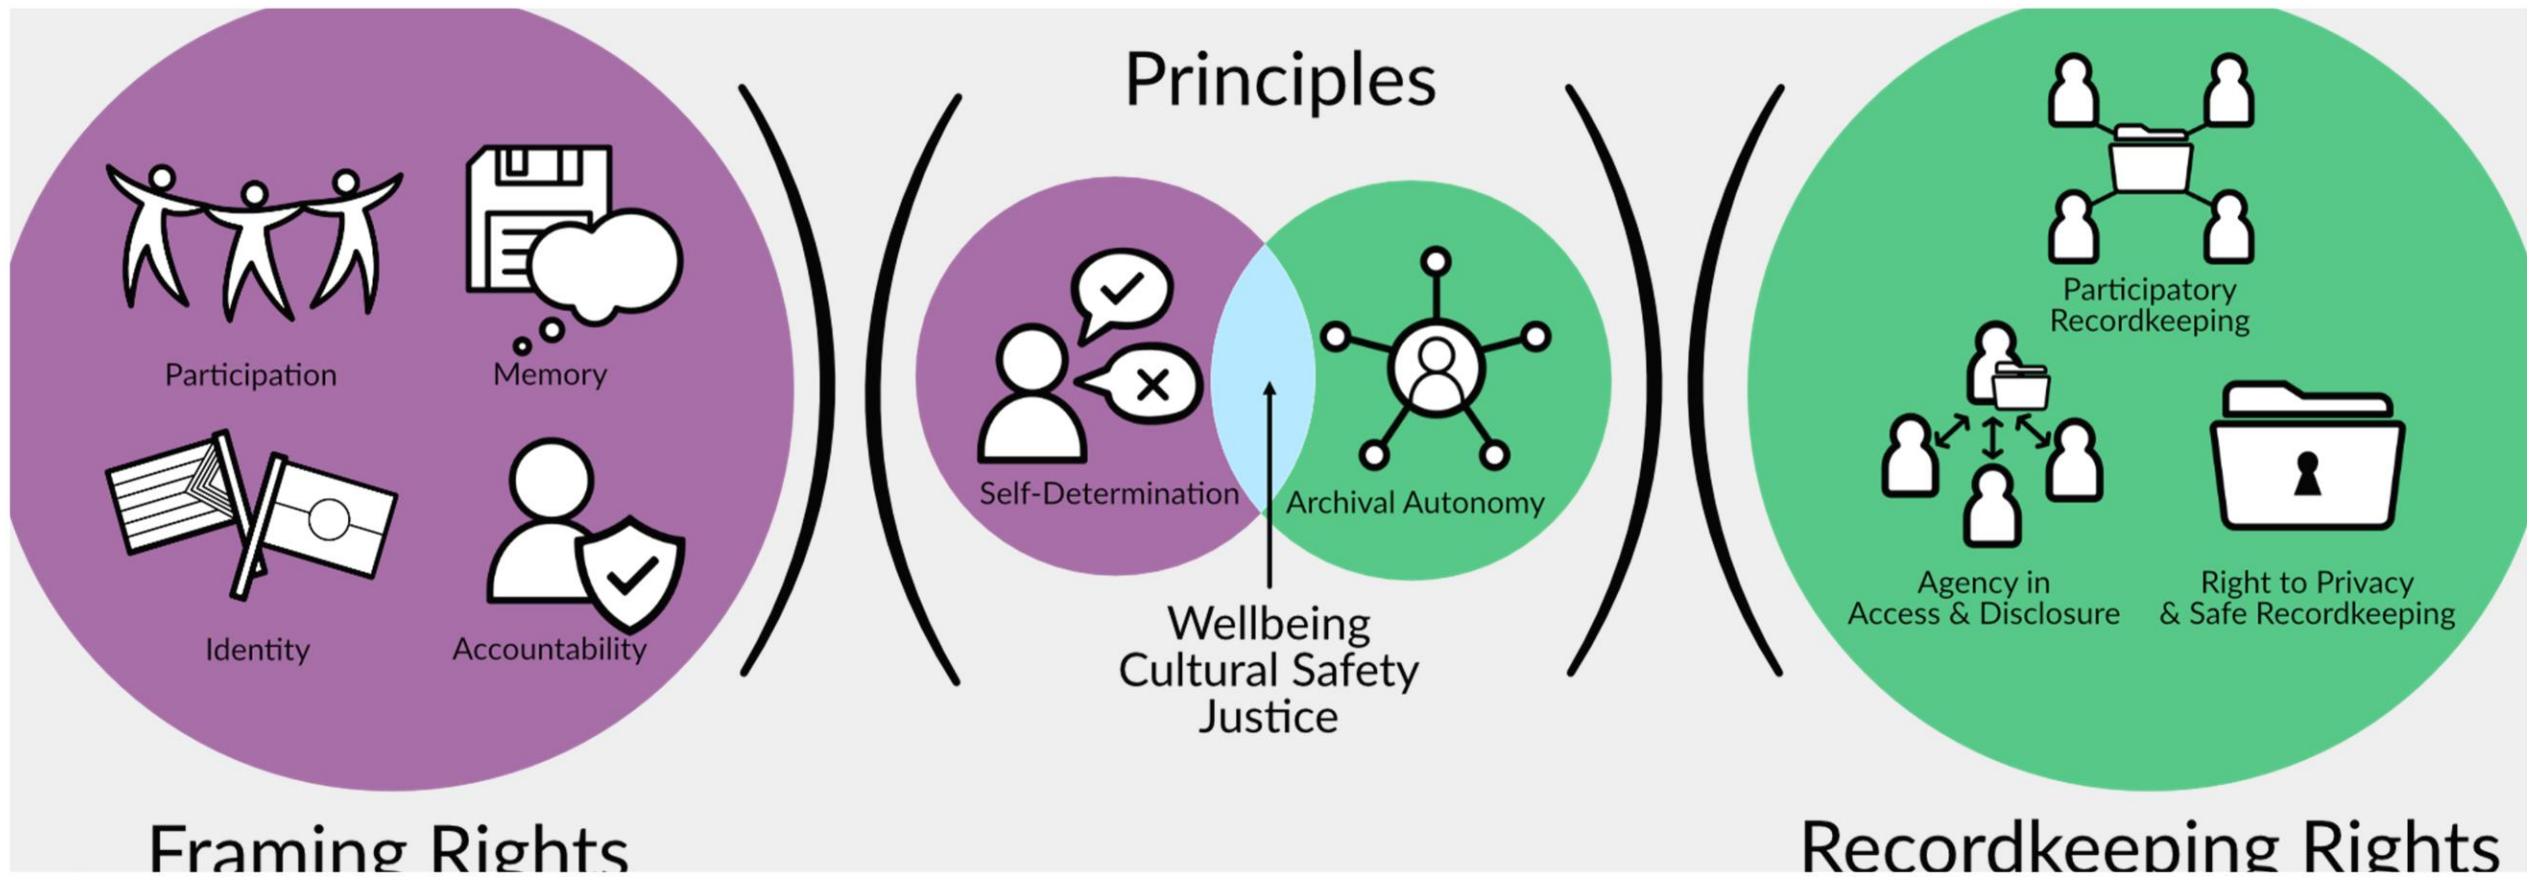 Participation
Memory
Identity
Accountability
Framing Rights
Principles
Self-Determination
Archival Autonomy
Wellbeing
Cultural Safety
Justice
Participatory
Recordkeeping
Agency in
Access & Disclosure
Right to Privacy
& Safe Recordkeeping
Recordkeeping Rights